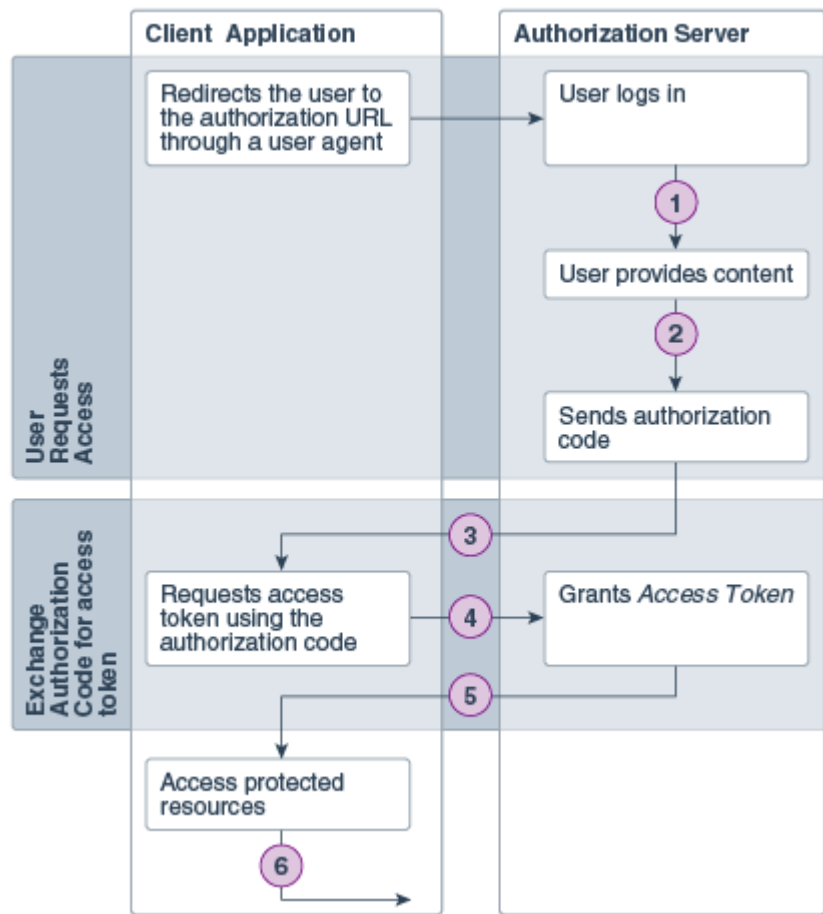 Client Application
Authorization Server
Redirects the user to
the authorization URL
through a user agent
User logs in
1
User provides content
2
Sends authorization
code
User
Requests
Access
3
Requests access
token using the
authorization code
4
Grants Access Token
Exchange
Authorization
Code for access
token
5
Access protected
resources
6